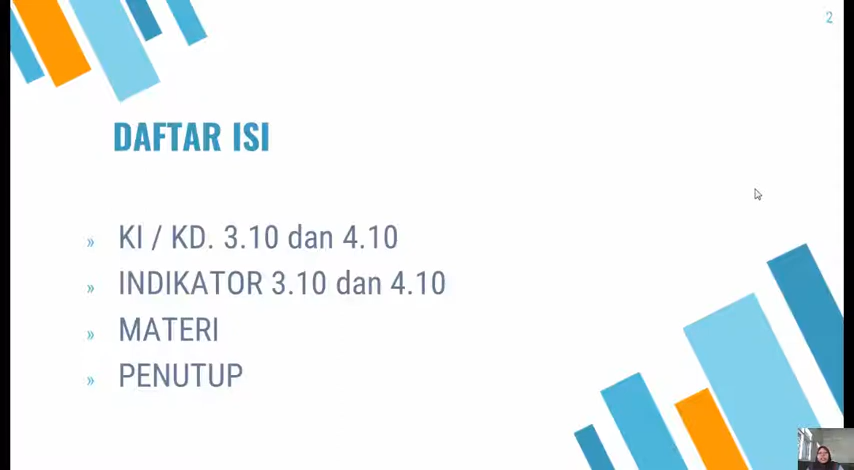 2
DAFTAR ISI
» KI / KD. 3.10 dan 4.10
» INDIKATOR 3.10 dan 4.10
» MATERI
» PENUTUP